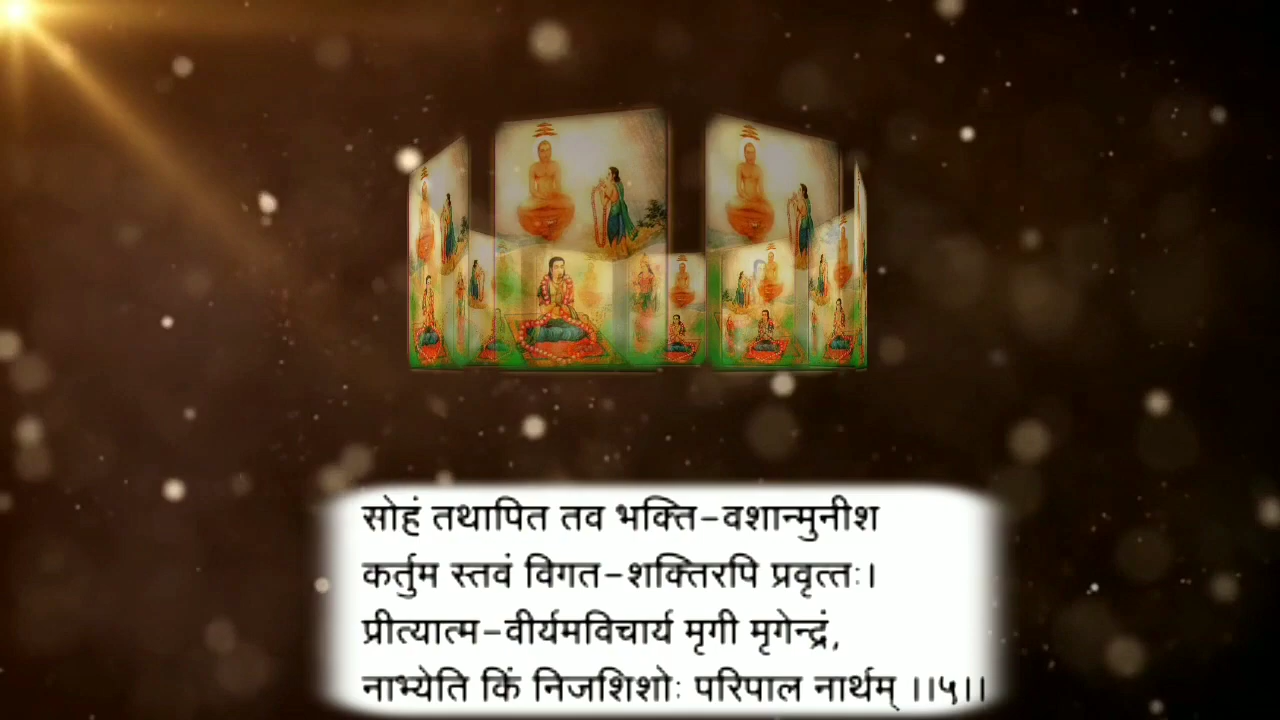 सोहं तथापित तव भक्ति-वशान्मुनीश
कर्तुम स्तवं विगत-शक्तिरपि प्रवृत्तः।
प्रीत्यात्म-वीर्यमविचार्य मृगी मृगेन्द्रं,
नाभ्येति किं निजशिशोः परिपाल नार्थम् ।।५।।